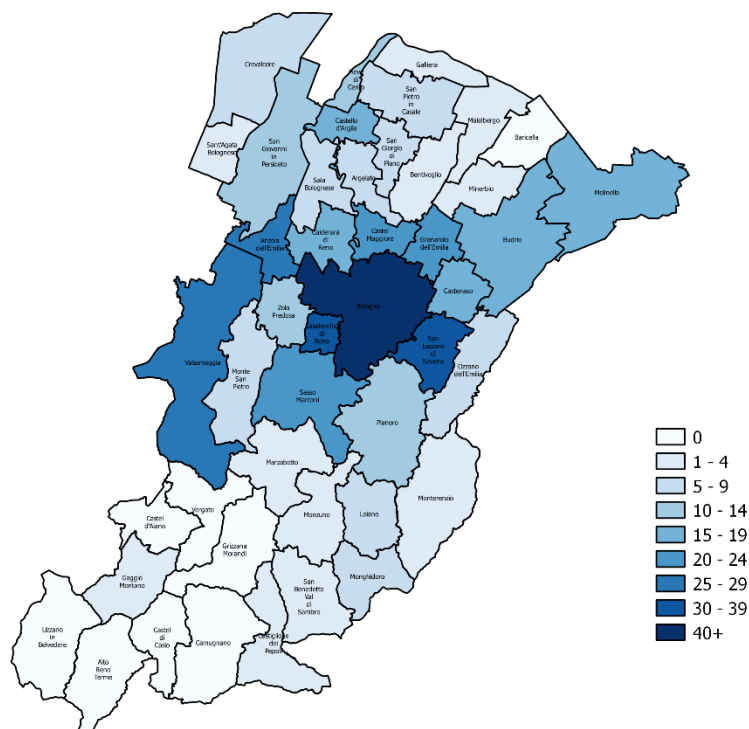 Crevalcore
Galliera
Pieve
di
Cento
San
Pietro
in
Casale
Malalbergo
Castello
d'Argile
Baricella
Sant'Agata
Bolognese
San
Giovanni
in
Persiceto
San
Giorgio
di
Piano
Sala
Bolognese
Argelato
Bentivoglio
Minerbio
Molinella
Anzola
dell'Emilia
Calderara
di
Reno
Castel
Maggiore
Granarolo
dell'Emilia
Budrio
Castenaso
Zola
Predosa
Bologna
Casalecchio
di
Reno
San
Lazzaro
di
Savena
Valsamoggia
Monte
San
Pietro
Ozzano
dell'Emilia
Sasso
Marconi
Pianoro
Marzabotto
Monterenzio
Vergato
Monzuno
Loiano
Castel
d'Aiano
Grizzana
Morandi
Gaggio
Montano
Monghidoro
San
Benedetto
Val
di
Sambro
Lizzano
in
Belvedere
Castel
di
Casio
Camugnano
Castiglione
dei
Pepoli
Alto
Reno
Terme
0
1 - 4
5 - 9
10 - 14
15 - 19
20 - 24
25 - 29
30 - 39
40+